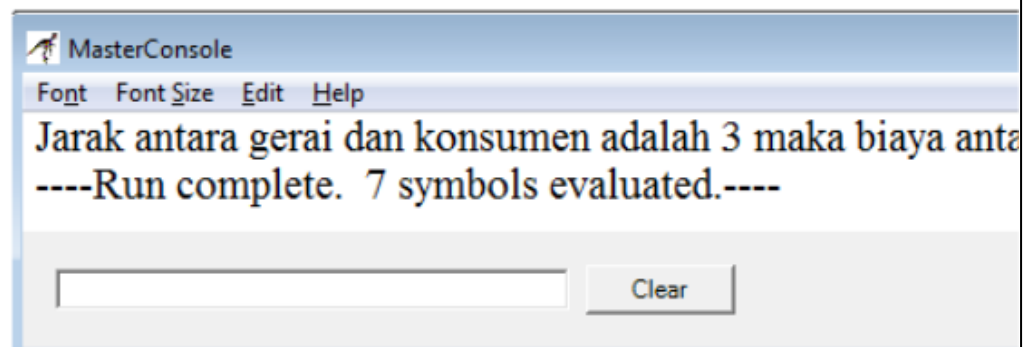 MasterConsole
Font Font Size Edit Help
Jarak antara gerai dan konsumen adalah 3 maka biaya
----Run complete. 7 symbols evaluated.----
Clear